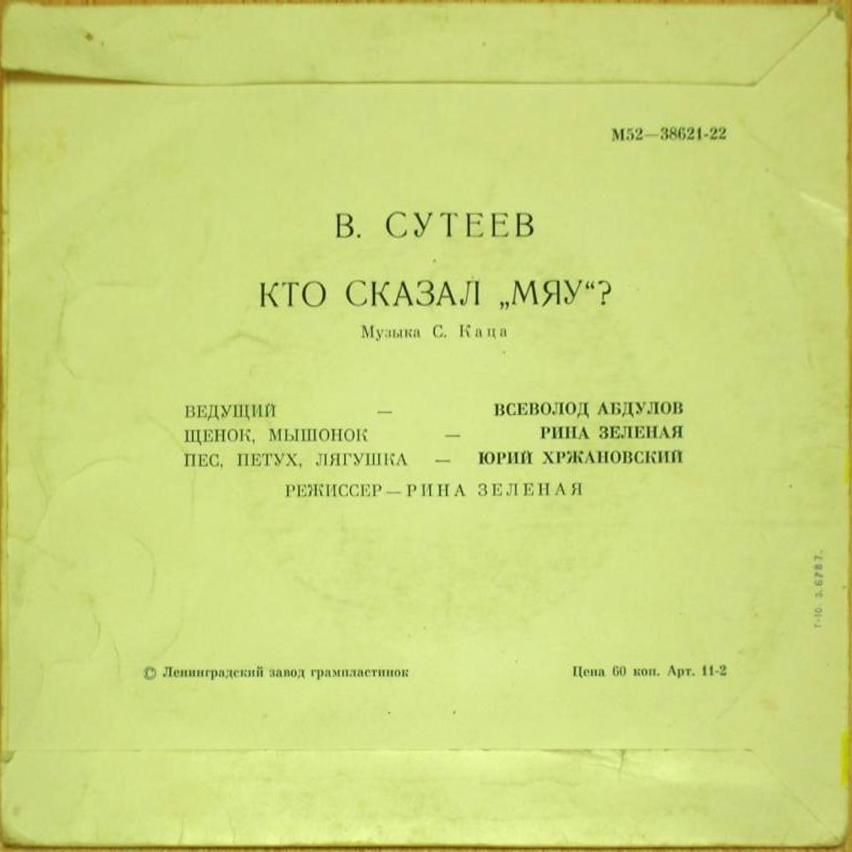 М52—38621-22
В. СУТЕЕВ
КТО СКАЗАЛ „МЯУ“?
Музыка С. Каца
ВЕДУЩИЙ — ВСЕВОЛОД АБДУЛОВ
ЩЕНОК, МЫШОНОК — РИНА ЗЕЛЕНАЯ
ПЕС, ПЕТУХ, ЛЯГУШКА — ЮРИЙ ХРЖАНОВСКИЙ
РЕЖИССЕР — РИНА ЗЕЛЕНАЯ
© Ленинградский завод грампластинок
Цена 60 коп. Арт. 11-2